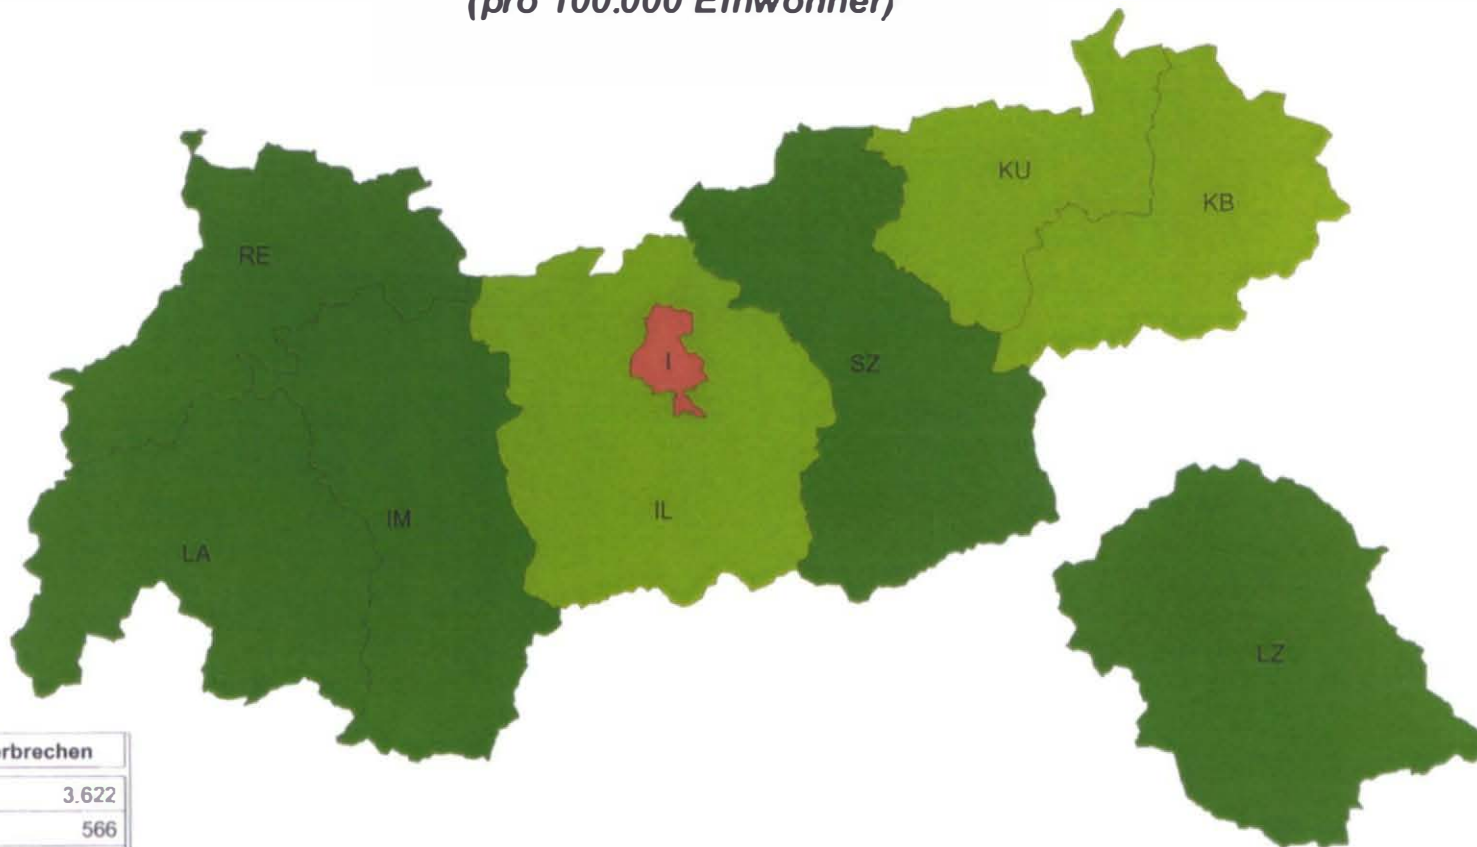 (pro 100.000 Einwohner)
KU
KB
RE
I
SZ
IM
IL
LA
LZ
rbrechen
3.622
566